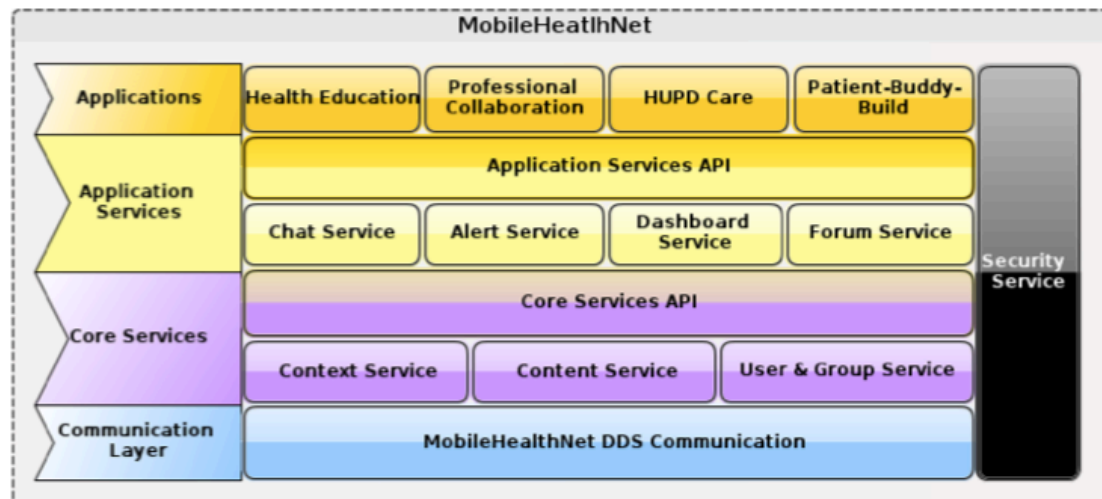 MobileHeatlhNet
Applications
Health Education
Professional
Collaboration
HUPD Care
Patient-Buddy-
Build
Application
Services
Application Services API
Chat Service
Alert Service
Dashboard
Service
Forum Service
Security
Service
Core Services
Core Services API
Context Service
Content Service
User & Group Service
Communication
Layer
MobileHealthNet DDS Communication